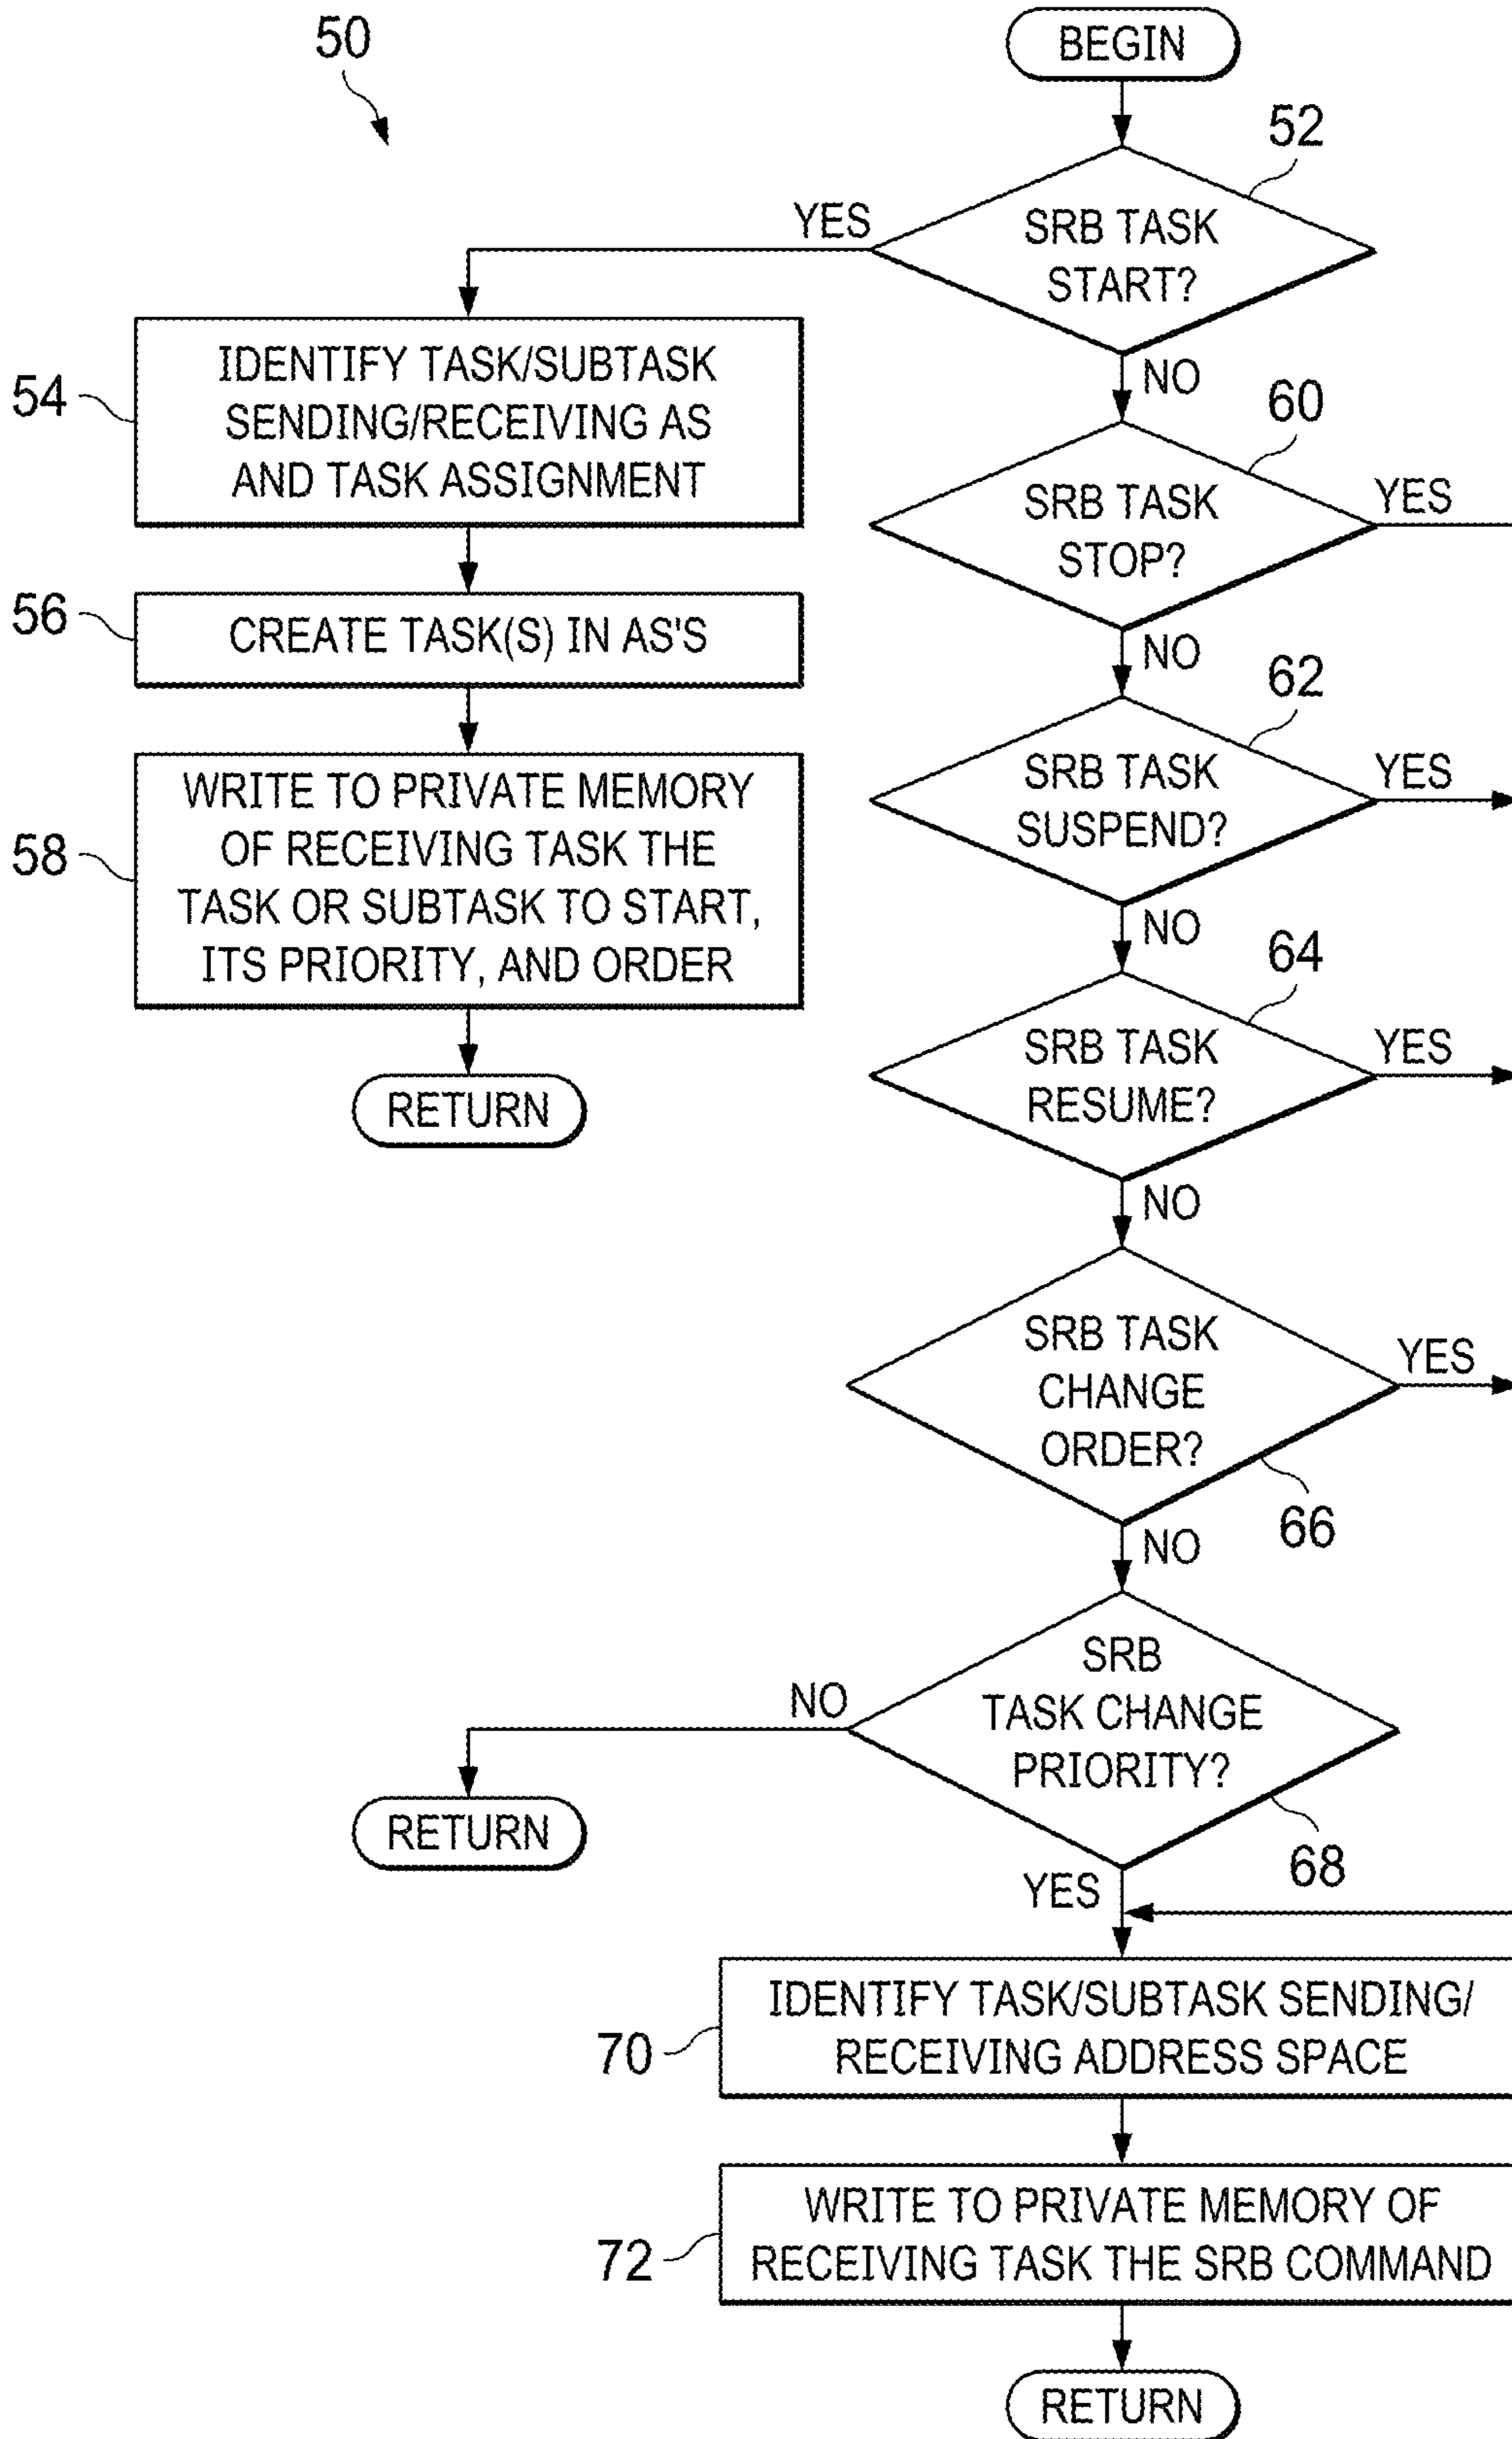 50
BEGIN
52
SRB TASK
START?
YES
NO
54
IDENTIFY TASK/SUBTASK
SENDING/RECEIVING AS
AND TASK ASSIGNMENT
56
CREATE TASK(S) IN AS'S
58
WRITE TO PRIVATE MEMORY
OF RECEIVING TASK THE
TASK OR SUBTASK TO START,
ITS PRIORITY, AND ORDER
RETURN
60
SRB TASK
STOP?
YES
NO
62
SRB TASK
SUSPEND?
YES
NO
64
SRB TASK
RESUME?
YES
NO
SRB TASK
CHANGE
ORDER?
YES
66
NO
SRB
TASK CHANGE
PRIORITY?
NO
RETURN
68
YES
70
IDENTIFY TASK/SUBTASK SENDING/
RECEIVING ADDRESS SPACE
72
WRITE TO PRIVATE MEMORY OF
RECEIVING TASK THE SRB COMMAND
RETURN